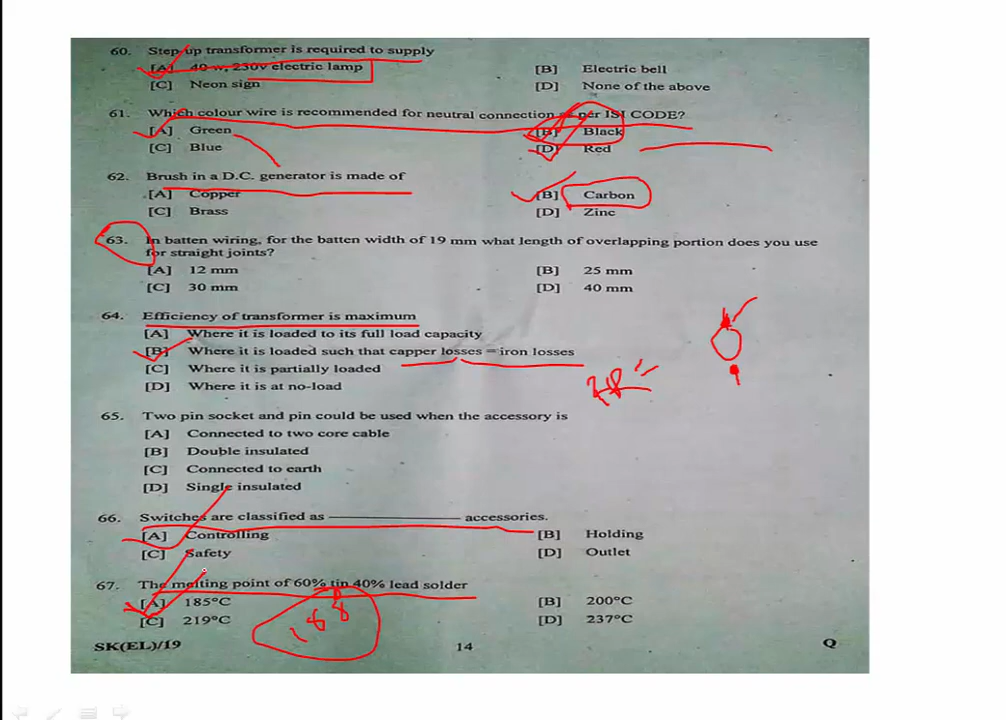 60. Step up transformer is required to supply
[A] 40 w, 230v electric lamp [B] Electric bell
[C] Neon sign [D] None of the above
61. Which colour wire is recommended for neutral connection as per ISI CODE?
[A] Green [B] Black
[C] Blue [D] Red
62. Brush in a D.C. generator is made of
[A] Copper [B] Carbon
[C] Brass [D] Zinc
63. In batten wiring, for the batten width of 19 mm what length of overlapping portion does you use
for straight joints?
[A] 12 mm [B] 25 mm
[C] 30 mm [D] 40 mm
64. Efficiency of transformer is maximum
[A] Where it is loaded to its full load capacity
[B] Where it is loaded such that capper losses = iron losses
[C] Where it is partially loaded
[D] Where it is at no-load
65. Two pin socket and pin could be used when the accessory is
[A] Connected to two core cable
[B] Double insulated
[C] Connected to earth
[D] Single insulated
66. Switches are classified as ____________ accessories.
[A] Controlling [B] Holding
[C] Safety [D] Outlet
67. The melting point of 60% tin 40% lead solder
[A] 185°C [B] 200°C
[C] 219°C [D] 237°C
188
SK(EL)/19 14 Q